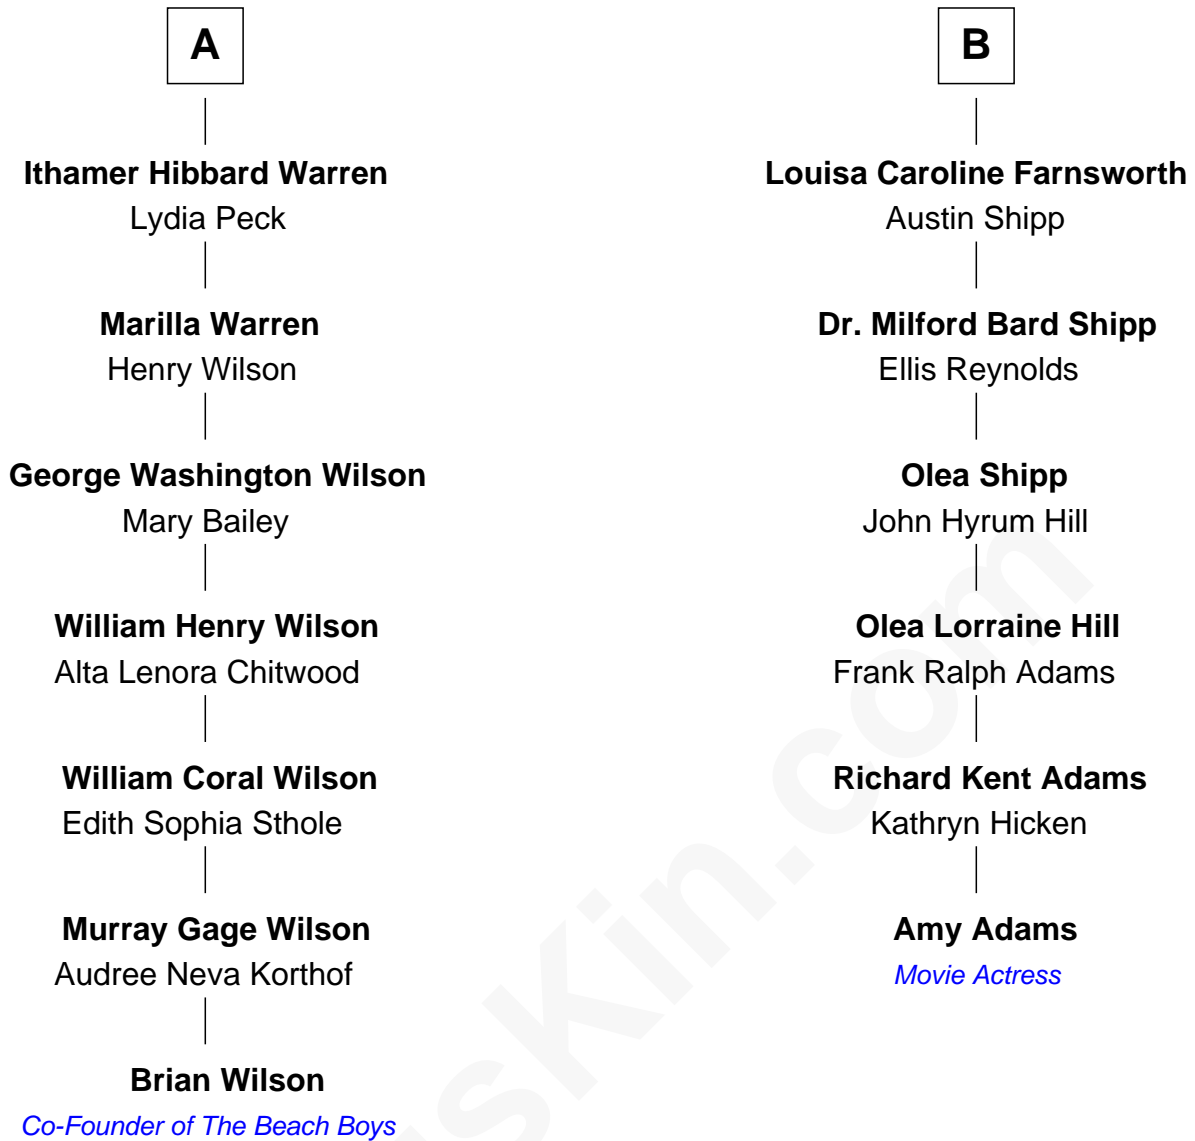 A
Ithamer Hibbard Warren
Lydia Peck
Marilla Warren
Henry Wilson
George Washington Wilson
Mary Bailey
William Henry Wilson
Alta Lenora Chitwood
William Coral Wilson
Edith Sophia Sthole
Murray Gage Wilson
Audree Neva Korthof
Brian Wilson
Co-Founder of The Beach Boys
B
Louisa Caroline Farnsworth
Austin Shipp
Dr. Milford Bard Shipp
Ellis Reynolds
Olea Shipp
John Hyrum Hill
Olea Lorraine Hill
Frank Ralph Adams
Richard Kent Adams
Kathryn Hicken
Amy Adams
Movie Actress